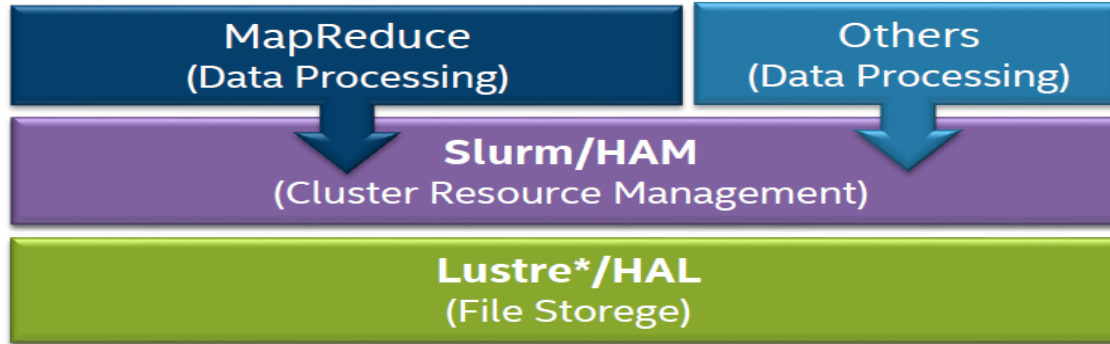 MapReduce
(Data Processing)
Others
(Data Processing)
Slurm/HAM
(Cluster Resource Management)
Lustre*/HAL
(File Storege)